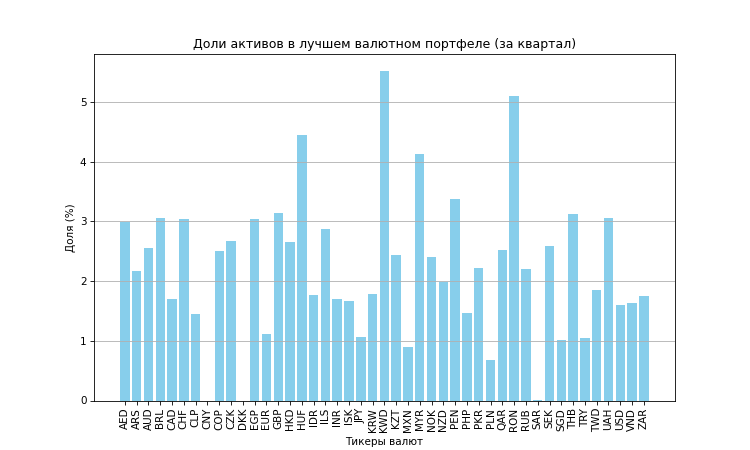 Доли активов в лучшем валютном портфеле (за квартал)
Доля (%)
5
4
3
2
1
0
AED ARS AUD BRL CAD CHF CLP CNY COP CZK DKK EGP EUR GBP HKD HUF IDR ILS INR ISK JPY KRW KWD KZT MXN MYR NOK NZD PEN PHP PKR PLN QAR RON RUB SAR SEK SGD THB TRY TWD UAH USD VND ZAR
Тикеры валют